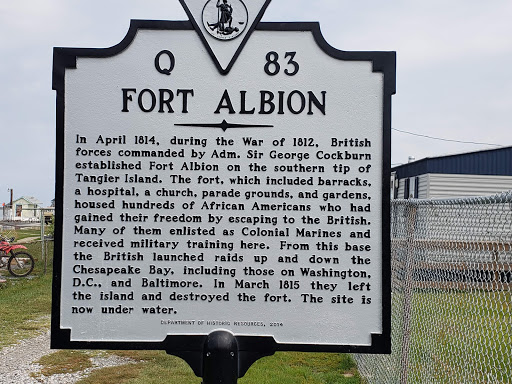 Q 83
FORT ALBION
In April 1814, during the War of 1812, British
forces commanded by Adm. Sir George Cockburn
established Fort Albion on the southern tip of
Tangier Island. The fort, which included barracks,
a hospital, a church, parade grounds, and gardens,
housed hundreds of African Americans who had
gained their freedom by escaping to the British.
Many of them enlisted as Colonial Marines and
received military training here. From this base
the British launched raids up and down the
Chesapeake Bay, including those on Washington,
D.C., and Baltimore. In March 1815 they left
the island and destroyed the fort. The site is
now under water.
DEPARTMENT OF HISTORIC RESOURCES, 2014